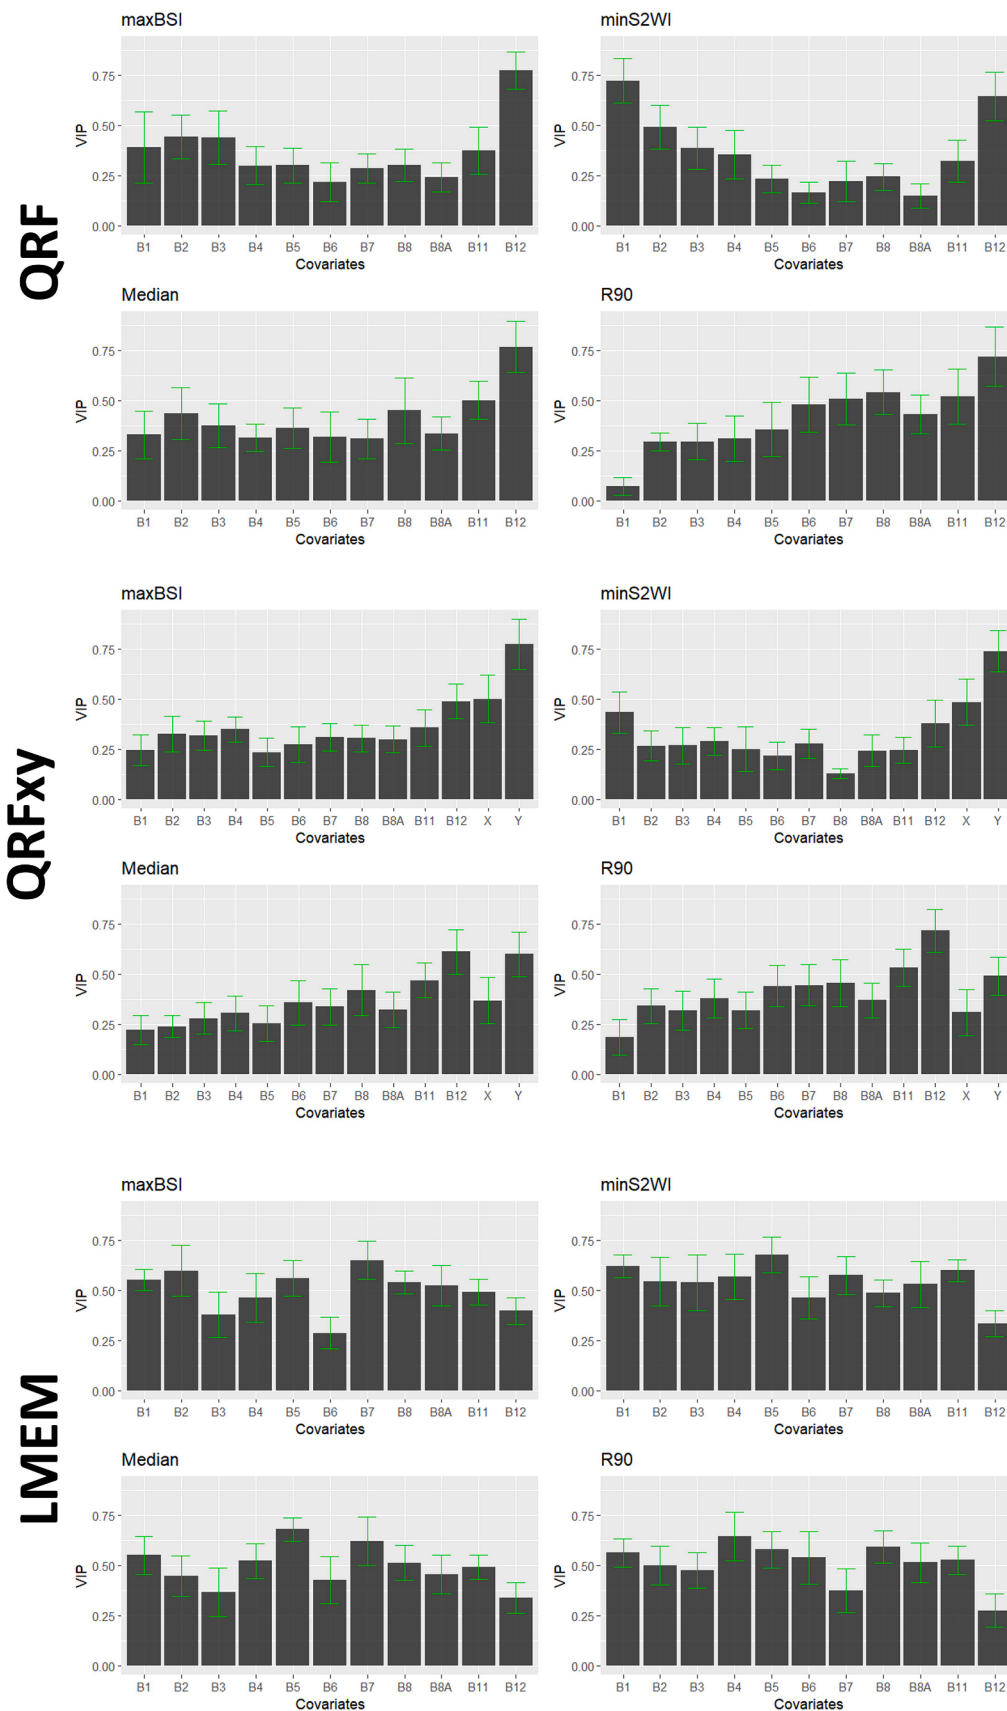 QRF
maxBSI
VIP
0.75
0.50
0.25
0.00
B1 B2 B3 B4 B5 B6 B7 B8 B8A B11 B12
Covariates
minS2WI
VIP
0.75
0.50
0.25
0.00
B1 B2 B3 B4 B5 B6 B7 B8 B8A B11 B12
Covariates
Median
VIP
0.75
0.50
0.25
0.00
B1 B2 B3 B4 B5 B6 B7 B8 B8A B11 B12
Covariates
R90
VIP
0.75
0.50
0.25
0.00
B1 B2 B3 B4 B5 B6 B7 B8 B8A B11 B12
Covariates
QRFxy
maxBSI
VIP
0.75
0.50
0.25
0.00
B1 B2 B3 B4 B5 B6 B7 B8 B8A B11 B12 X Y
Covariates
minS2WI
VIP
0.75
0.50
0.25
0.00
B1 B2 B3 B4 B5 B6 B7 B8 B8A B11 B12 X Y
Covariates
Median
VIP
0.75
0.50
0.25
0.00
B1 B2 B3 B4 B5 B6 B7 B8 B8A B11 B12 X Y
Covariates
R90
VIP
0.75
0.50
0.25
0.00
B1 B2 B3 B4 B5 B6 B7 B8 B8A B11 B12 X Y
Covariates
LMEM
maxBSI
VIP
0.75
0.50
0.25
0.00
B1 B2 B3 B4 B5 B6 B7 B8 B8A B11 B12
Covariates
minS2WI
VIP
0.75
0.50
0.25
0.00
B1 B2 B3 B4 B5 B6 B7 B8 B8A B11 B12
Covariates
Median
VIP
0.75
0.50
0.25
0.00
B1 B2 B3 B4 B5 B6 B7 B8 B8A B11 B12
Covariates
R90
VIP
0.75
0.50
0.25
0.00
B1 B2 B3 B4 B5 B6 B7 B8 B8A B11 B12
Covariates